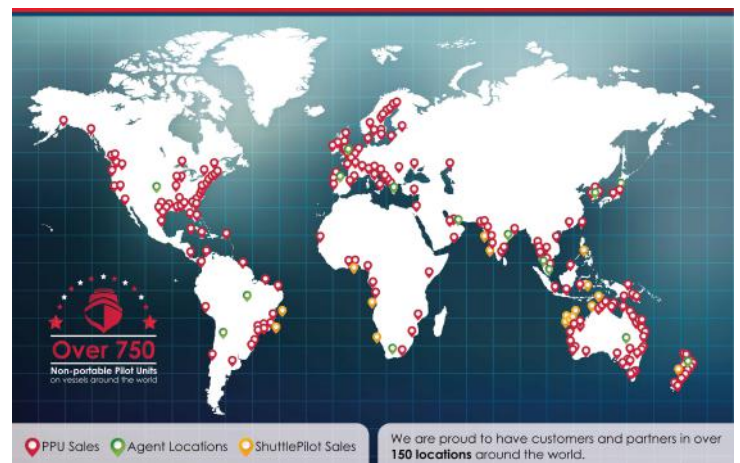 Over 750
Non-portable Pilot Units
on vessels around the world
PPU Sales
Agent Locations
ShuttlePilot Sales
We are proud to have customers and partners in over
150 locations around the world.